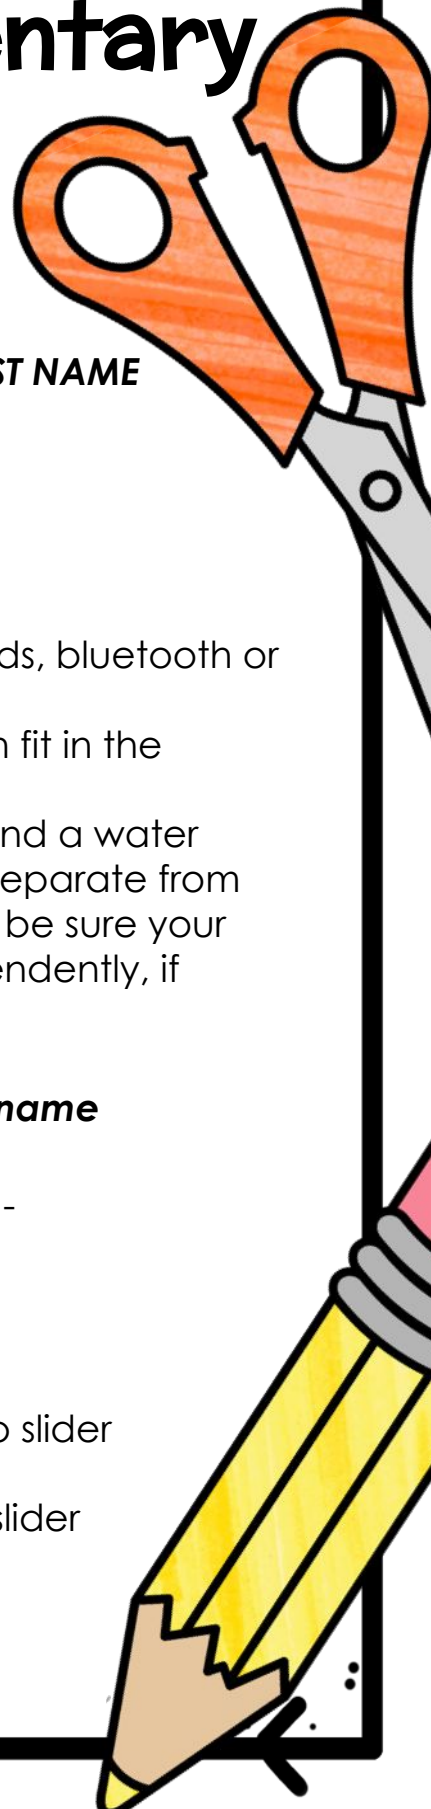 entary
ST NAME
ds, bluetooth or
n fit in the
nd a water
eparate from
be sure your
endently, if
name
-
o slider
slider